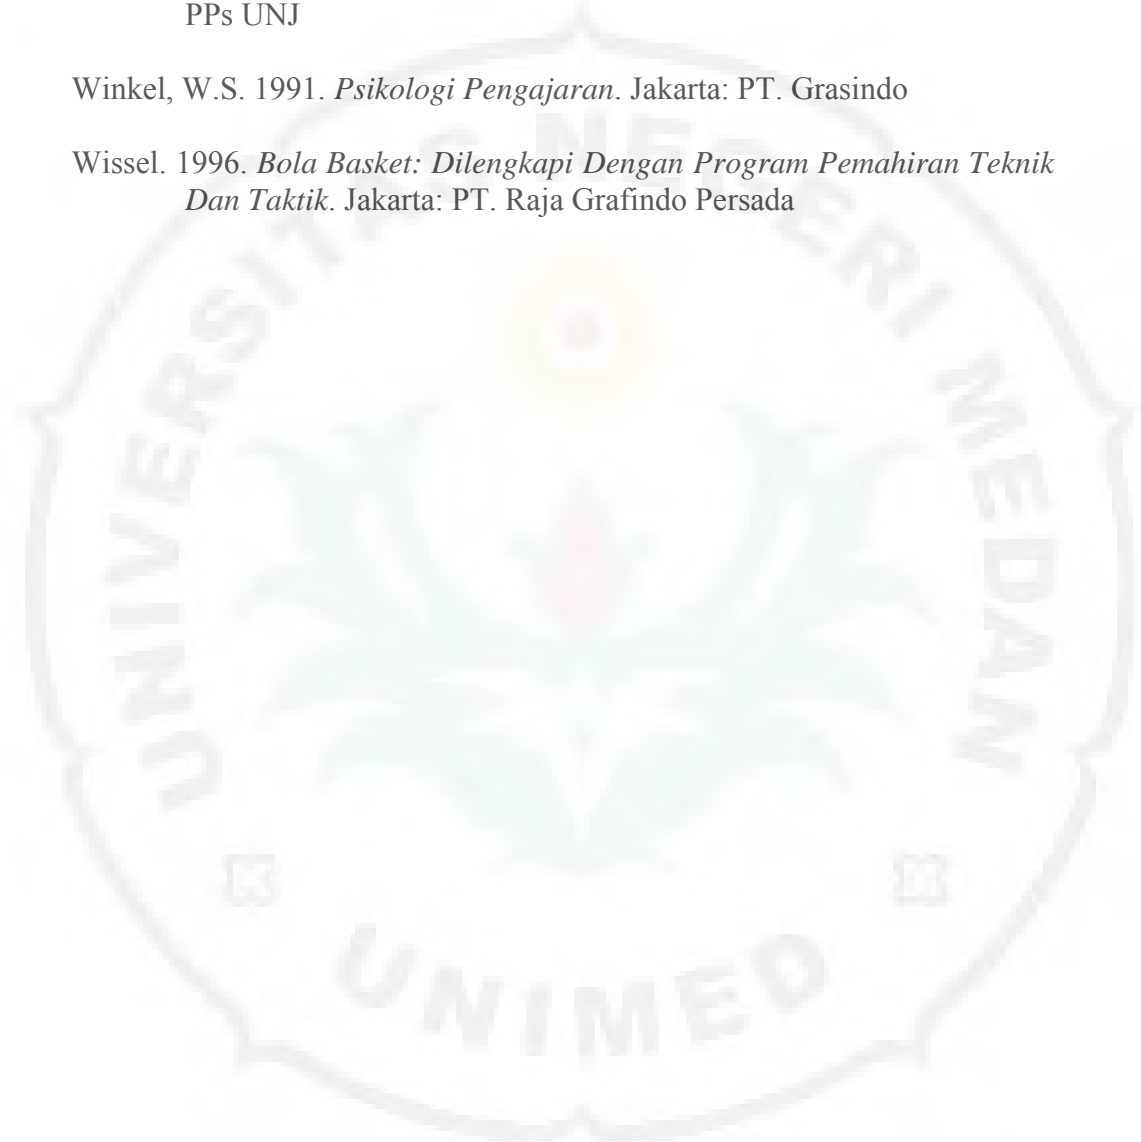 PPs UNJ
Winkel, W.S. 1991. Psikologi Pengajaran. Jakarta: PT. Grasindo
Wissel. 1996. Bola Basket: Dilengkapi Dengan Program Pemahiran Teknik
Dan Taktik. Jakarta: PT. Raja Grafindo Persada
UNIVERSITAS NEGERI MEDAN
UNIMED